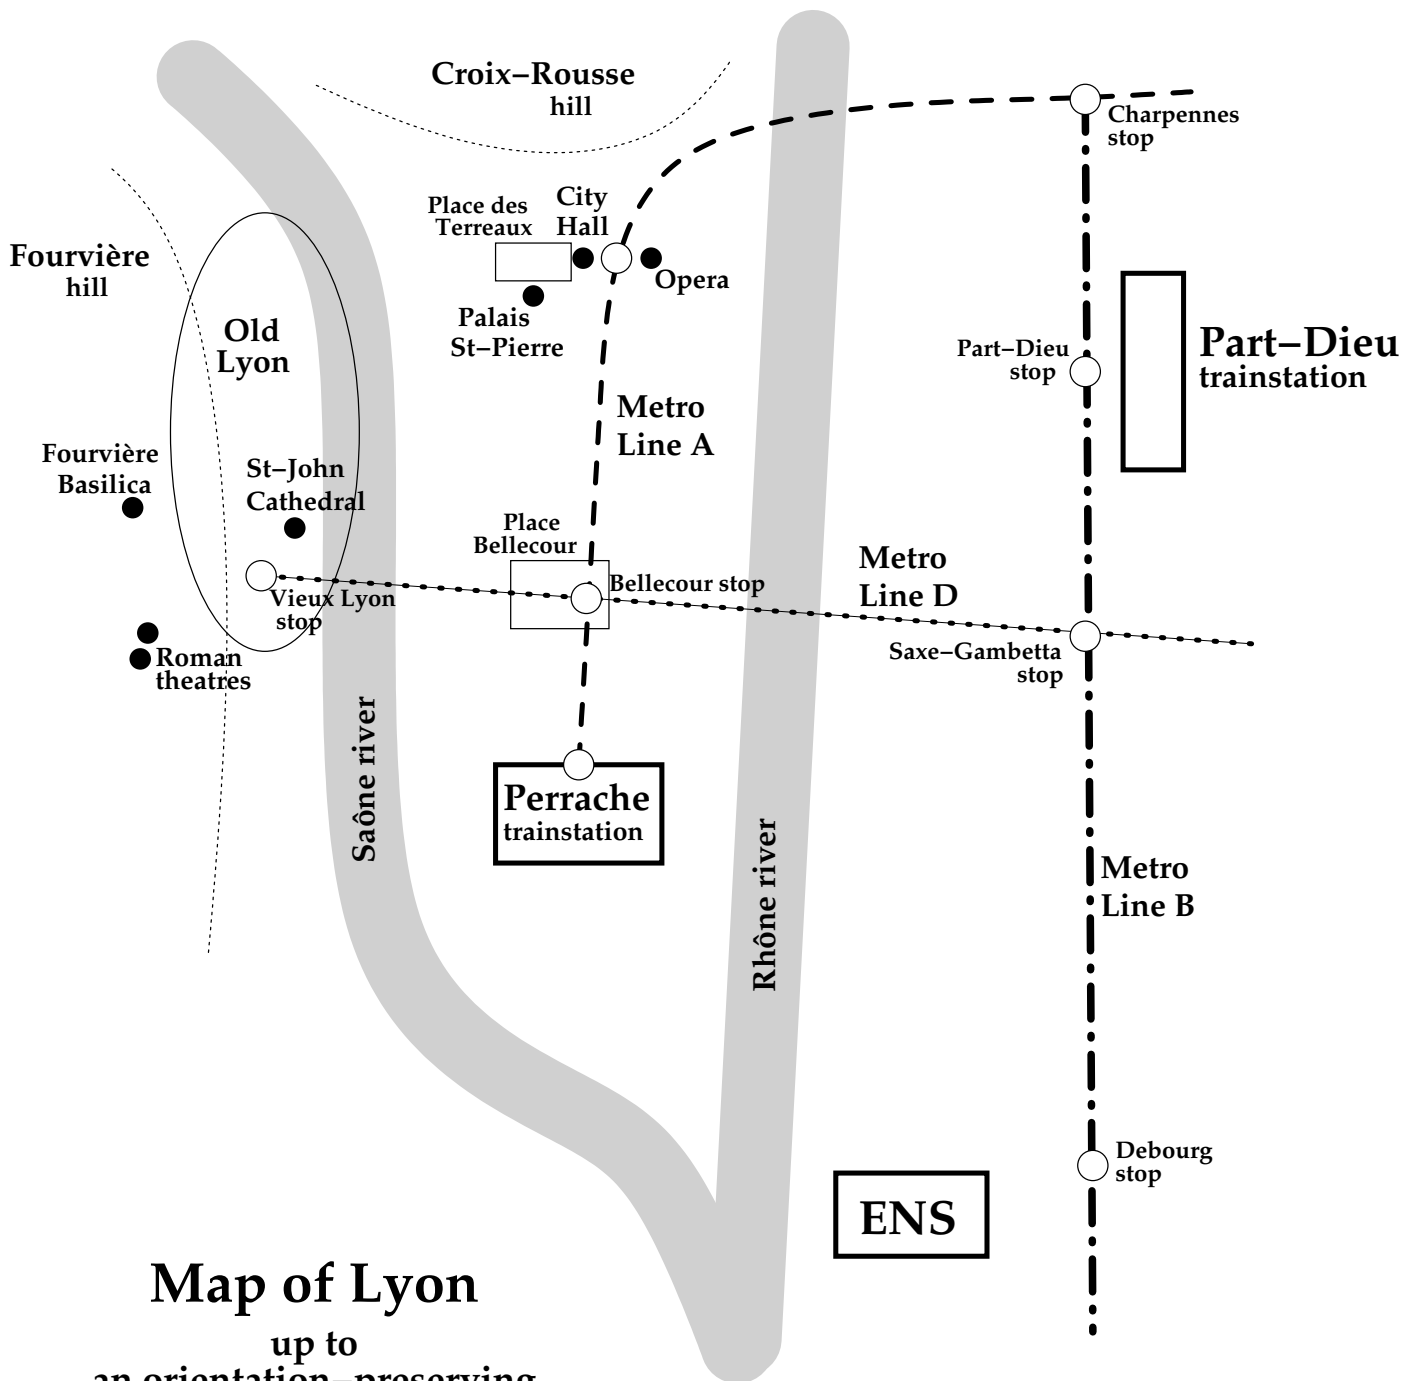 Croix–Rousse
hill
Charpennes
stop
City
Hall
Place des
Terreaux
Fourvière
hill
Opera
Palais
St–Pierre
Old
Lyon
Part–Dieu
stop
Part–Dieu
trainstation
Metro
Line A
Fourvière
Basilica
St–John
Cathedral
Place
Bellecour
Metro
Line D
Bellecour stop
Vieux Lyon
stop
Saxe–Gambetta
stop
Roman
theatres
Saône river
Perrache
trainstation
Rhône river
Metro
Line B
Debourg
stop
ENS
Map of Lyon
up to
an orientation–preserving